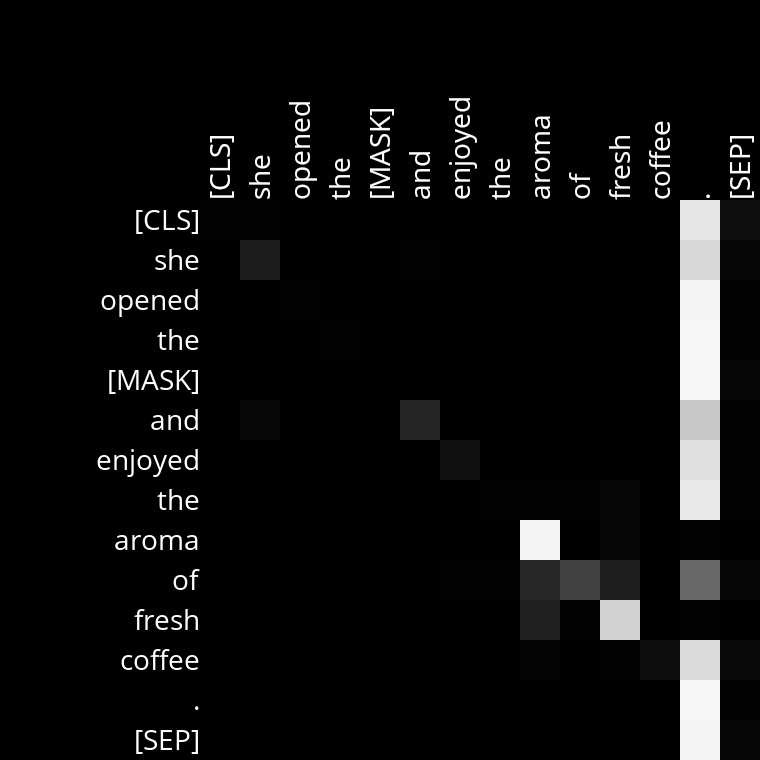 [CLS]
she
opened
the
[MASK]
and
enjoyed
the
aroma
of
fresh
coffee
.
[SEP]
[CLS]
she
opened
the
[MASK]
and
enjoyed
the
aroma
of
fresh
coffee
.
[SEP]